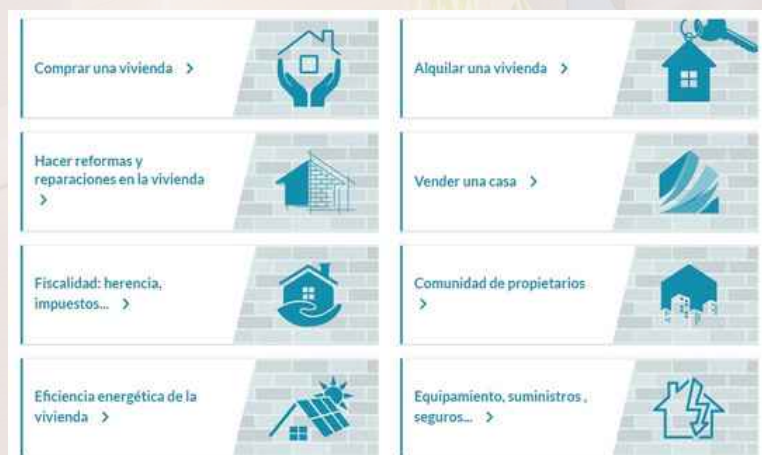 Comprar una vivienda >
Alquilar una vivienda >
Hacer reformas y
reparaciones en la vivienda
>
Vender una casa >
Fiscalidad: herencia,
impuestos... >
Comunidad de propietarios
>
Eficiencia energética de la
vivienda >
Equipamiento, suministros ,
seguros... >